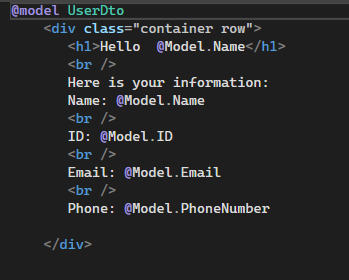 @model UserDto
<div class="container row">
<h1>Hello  @Model.Name</h1>
<br />
Here is your information:
Name: @Model.Name
<br />
ID: @Model.ID
<br />
Email: @Model.Email
<br />
Phone: @Model.PhoneNumber
</div>